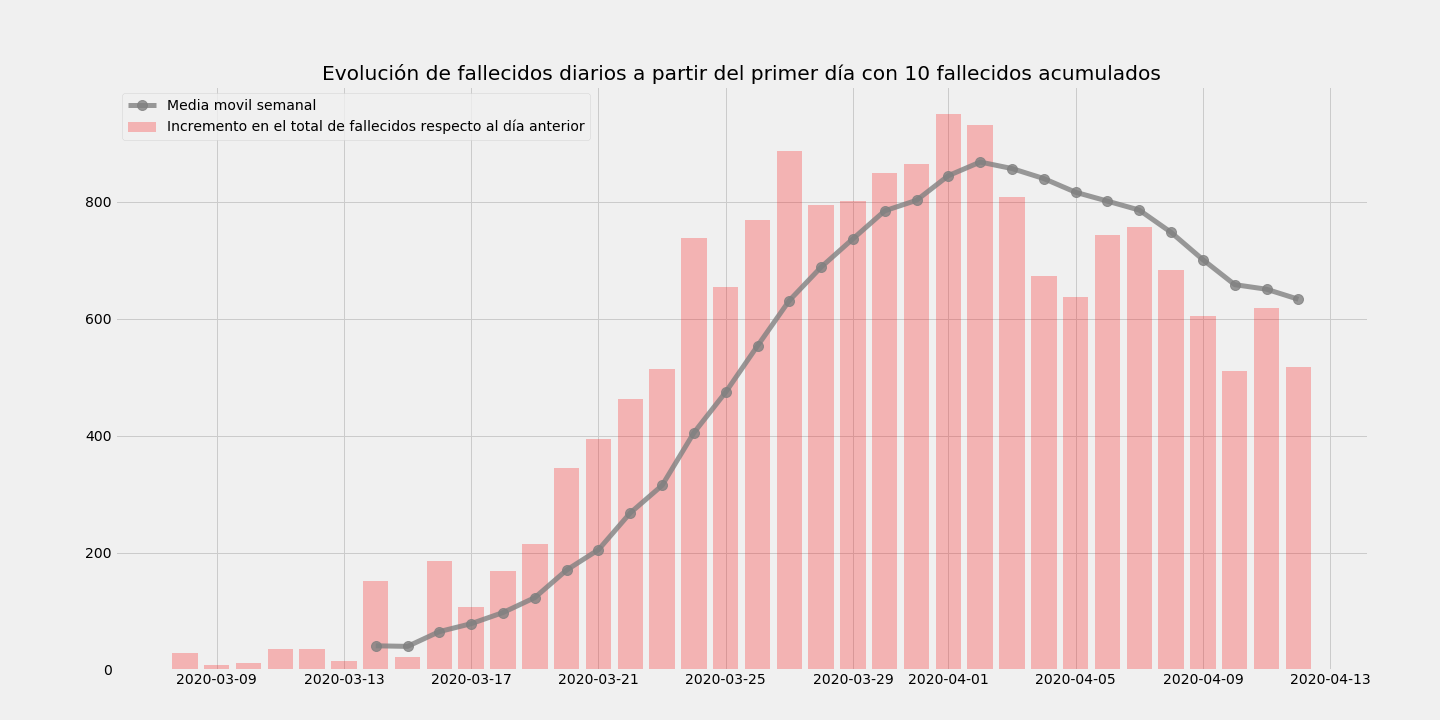 Evolución de fallecidos diarios a partir del primer día con 10 fallecidos acumulados
Media movil semanal
Incremento en el total de fallecidos respecto al día anterior
800
600
400
200
0
2020-03-09 2020-03-13 2020-03-17 2020-03-21 2020-03-25 2020-03-29 2020-04-01 2020-04-05 2020-04-09 2020-04-13